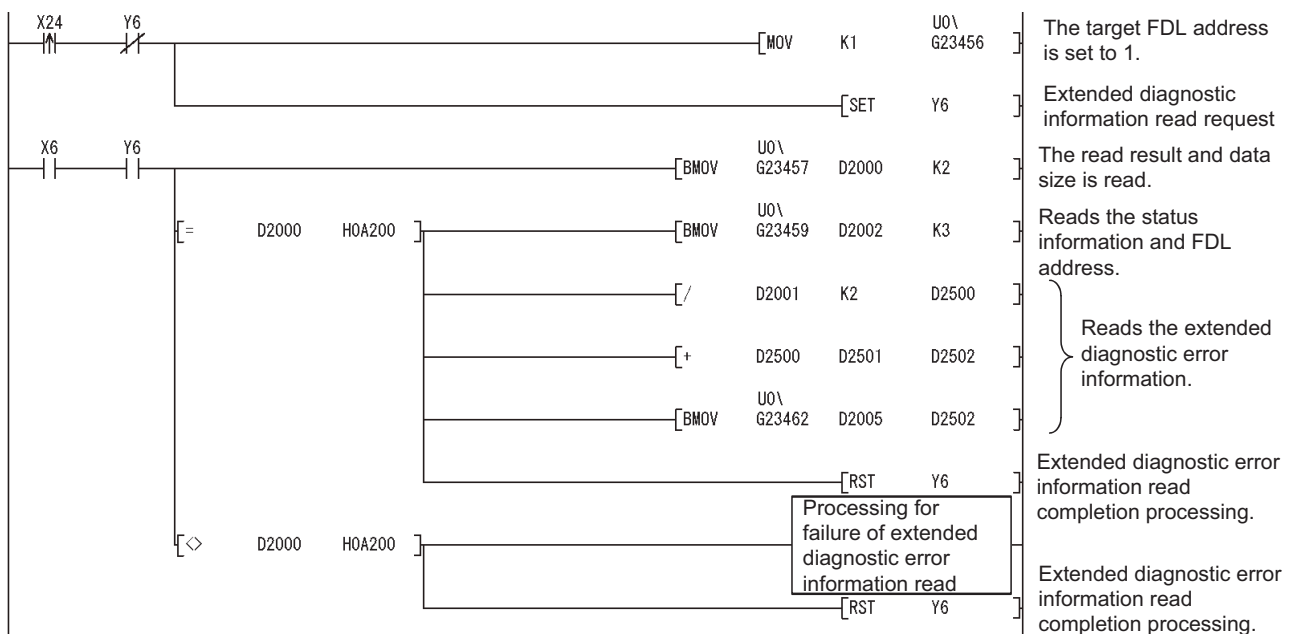 X24 Y6 U0\
MOV K1 G23456
The target FDL address
is set to 1.
SET Y6
Extended diagnostic
information read request
X6 Y6 U0\
BMOV G23457 D2000 K2
The read result and data
size is read.
U0\
= D2000 H0A200 BMOV G23459 D2002 K3
Reads the status
information and FDL
address.
/ D2001 K2 D2500
+ D2500 D2501 D2502
U0\
BMOV G23462 D2005 D2502
Reads the extended
diagnostic error
information.
RST Y6
Extended diagnostic error
information read
completion processing.
<> D2000 H0A200
Processing for
failure of extended
diagnostic error
information read
RST Y6
Extended diagnostic error
information read
completion processing.